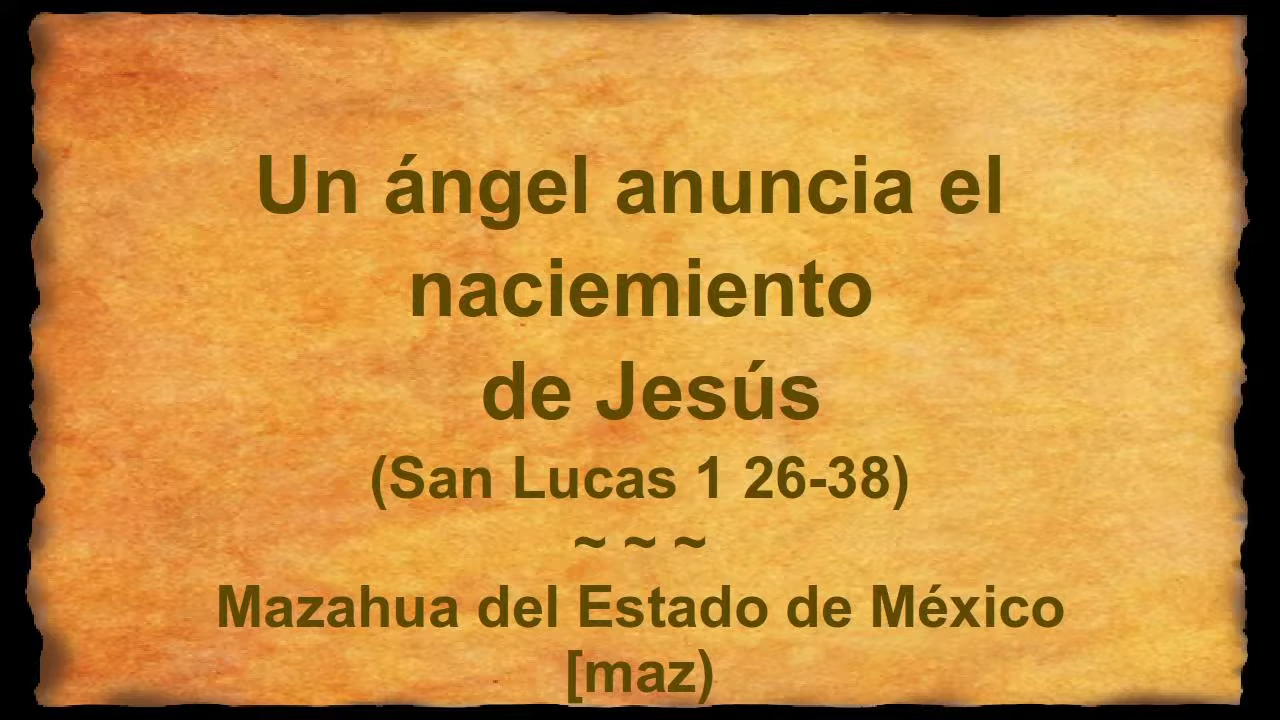 Un ángel anuncia el
naciemiento
de Jesús
(San Lucas 1 26-38)
~ ~ ~
Mazahua del Estado de México
[maz)